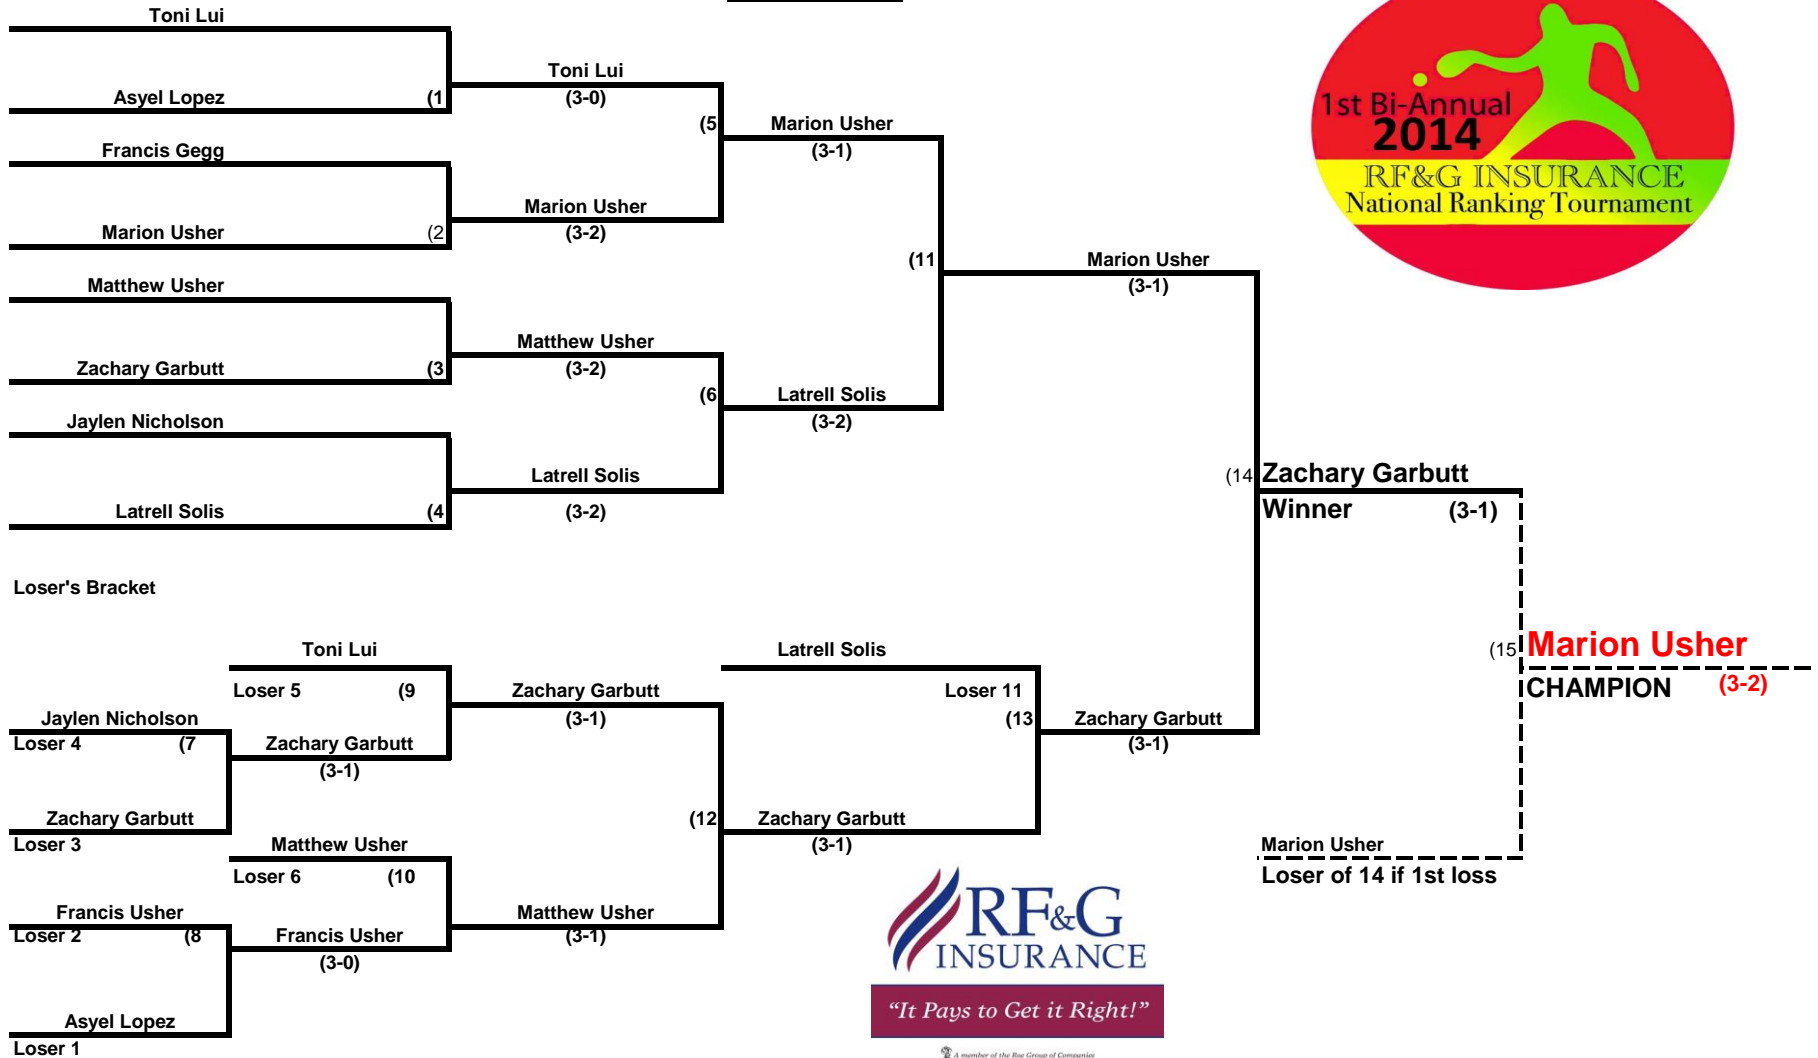 Toni Lui
Asyel Lopez (1
Toni Lui
(3-0)
Francis Gegg
Marion Usher (2
Marion Usher
(3-2)
(5 Marion Usher
(3-1)
Matthew Usher
Zachary Garbutt (3
Matthew Usher
(3-2)
Jaylen Nicholson
Latrell Solis (4
Latrell Solis
(3-2)
(6 Latrell Solis
(3-2)
(11 Marion Usher
(3-1)
(14 Zachary Garbutt
Winner (3-1)
1st Bi-Annual
2014
RF&G INSURANCE
National Ranking Tournament
Loser's Bracket
Toni Lui
Loser 5 (9
Jaylen Nicholson
Loser 4 (7
Zachary Garbutt
(3-1)
Zachary Garbutt
Loser 3
Zachary Garbutt
(3-1)
Matthew Usher
Loser 6 (10
Francis Usher
Loser 2 (8
Francis Usher
(3-0)
Asyel Lopez
Loser 1
Matthew Usher
(3-1)
Latrell Solis
Loser 11
(13 Zachary Garbutt
(3-1)
(12 Zachary Garbutt
(3-1)
(15 Marion Usher
CHAMPION (3-2)
Marion Usher
Loser of 14 if 1st loss
RF&G
INSURANCE
“It Pays to Get it Right!”
A member of the Roe Group of Companies